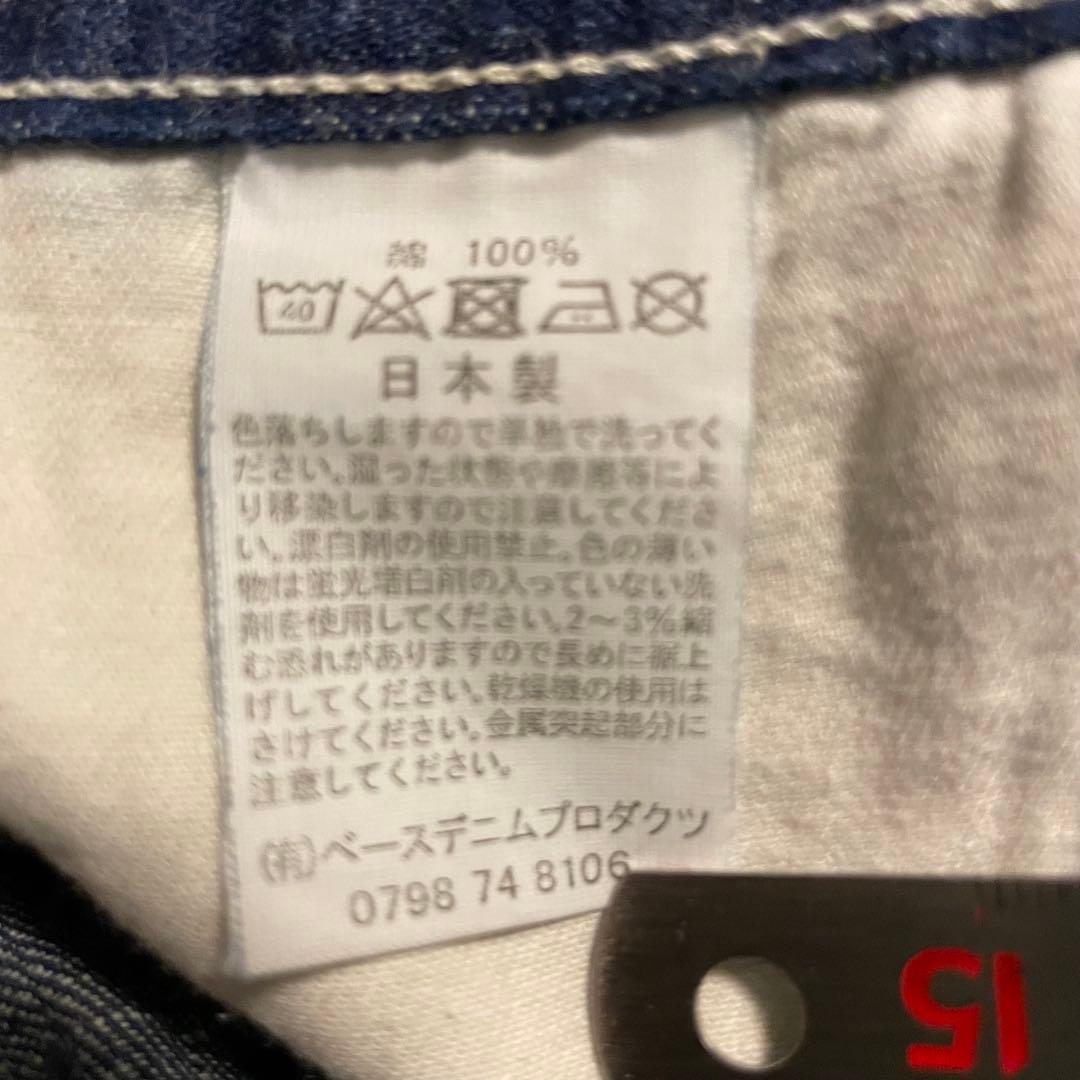 綿 100%
40
日本製
色落ちしますので単独で洗ってく
ださい。湿った状態や摩擦等によ
り移染しますので注意してくださ
い。漂白剤の使用禁止。色の薄い
物は蛍光増白剤の入っていない洗
剤を使用してください。2〜3%縮
む恐れがありますので長めに裾上
げしてください。乾燥機の使用は
さけてください。金属突起部分に
注意してください。
(有)ベースデニムプロダクツ
0798 74 8106
15